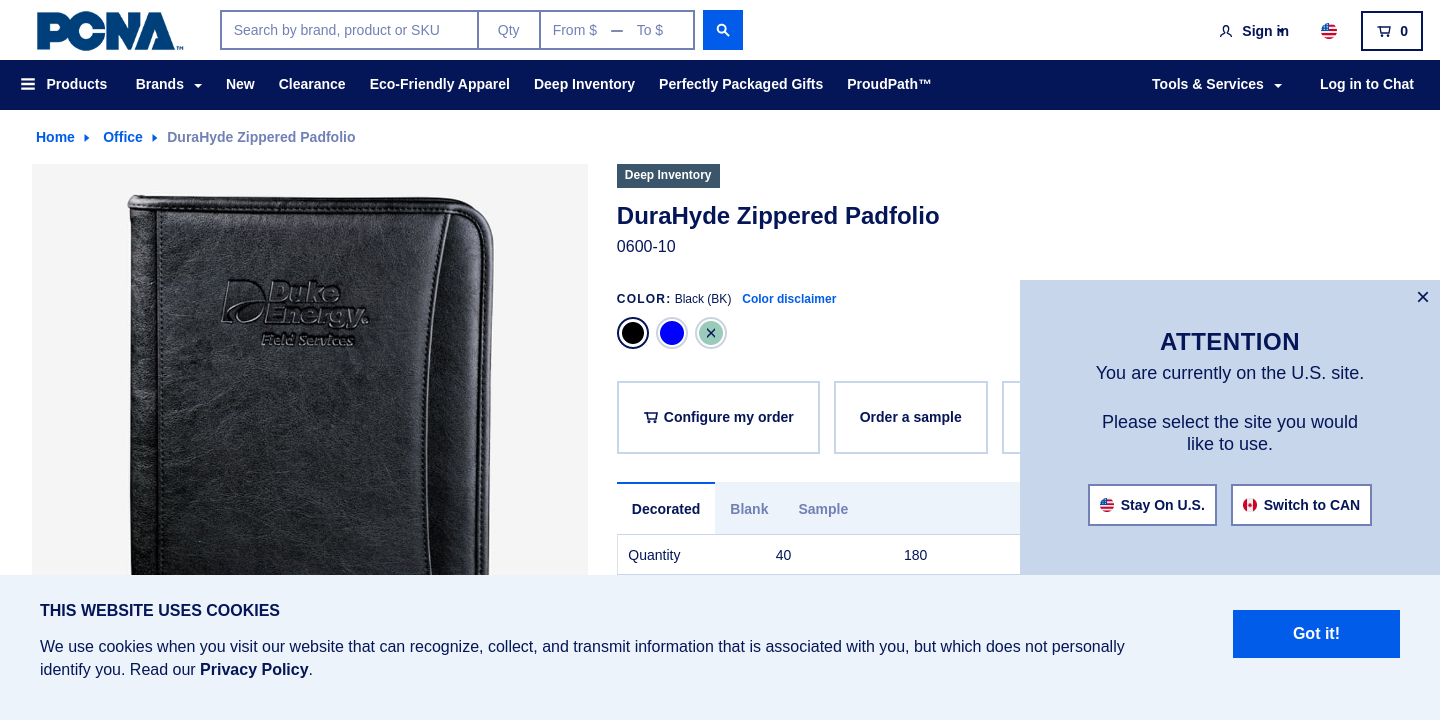 PCNA™
Search by brand, product or SKU
Qty
From $ — To $
Sign in
0
Products
Brands
New
Clearance
Eco-Friendly Apparel
Deep Inventory
Perfectly Packaged Gifts
ProudPath™
Tools & Services
Log in to Chat
Home
Office
DuraHyde Zippered Padfolio
Duke
Energy®
Field Services
Deep Inventory
DuraHyde Zippered Padfolio
0600-10
COLOR: Black (BK) Color disclaimer
Configure my order
Order a sample
Decorated
Blank
Sample
Quantity 40 180
ATTENTION
You are currently on the U.S. site.
Please select the site you would
like to use.
Stay On U.S.
Switch to CAN
THIS WEBSITE USES COOKIES
We use cookies when you visit our website that can recognize, collect, and transmit information that is associated with you, but which does not personally
identify you. Read our Privacy Policy.
Got it!